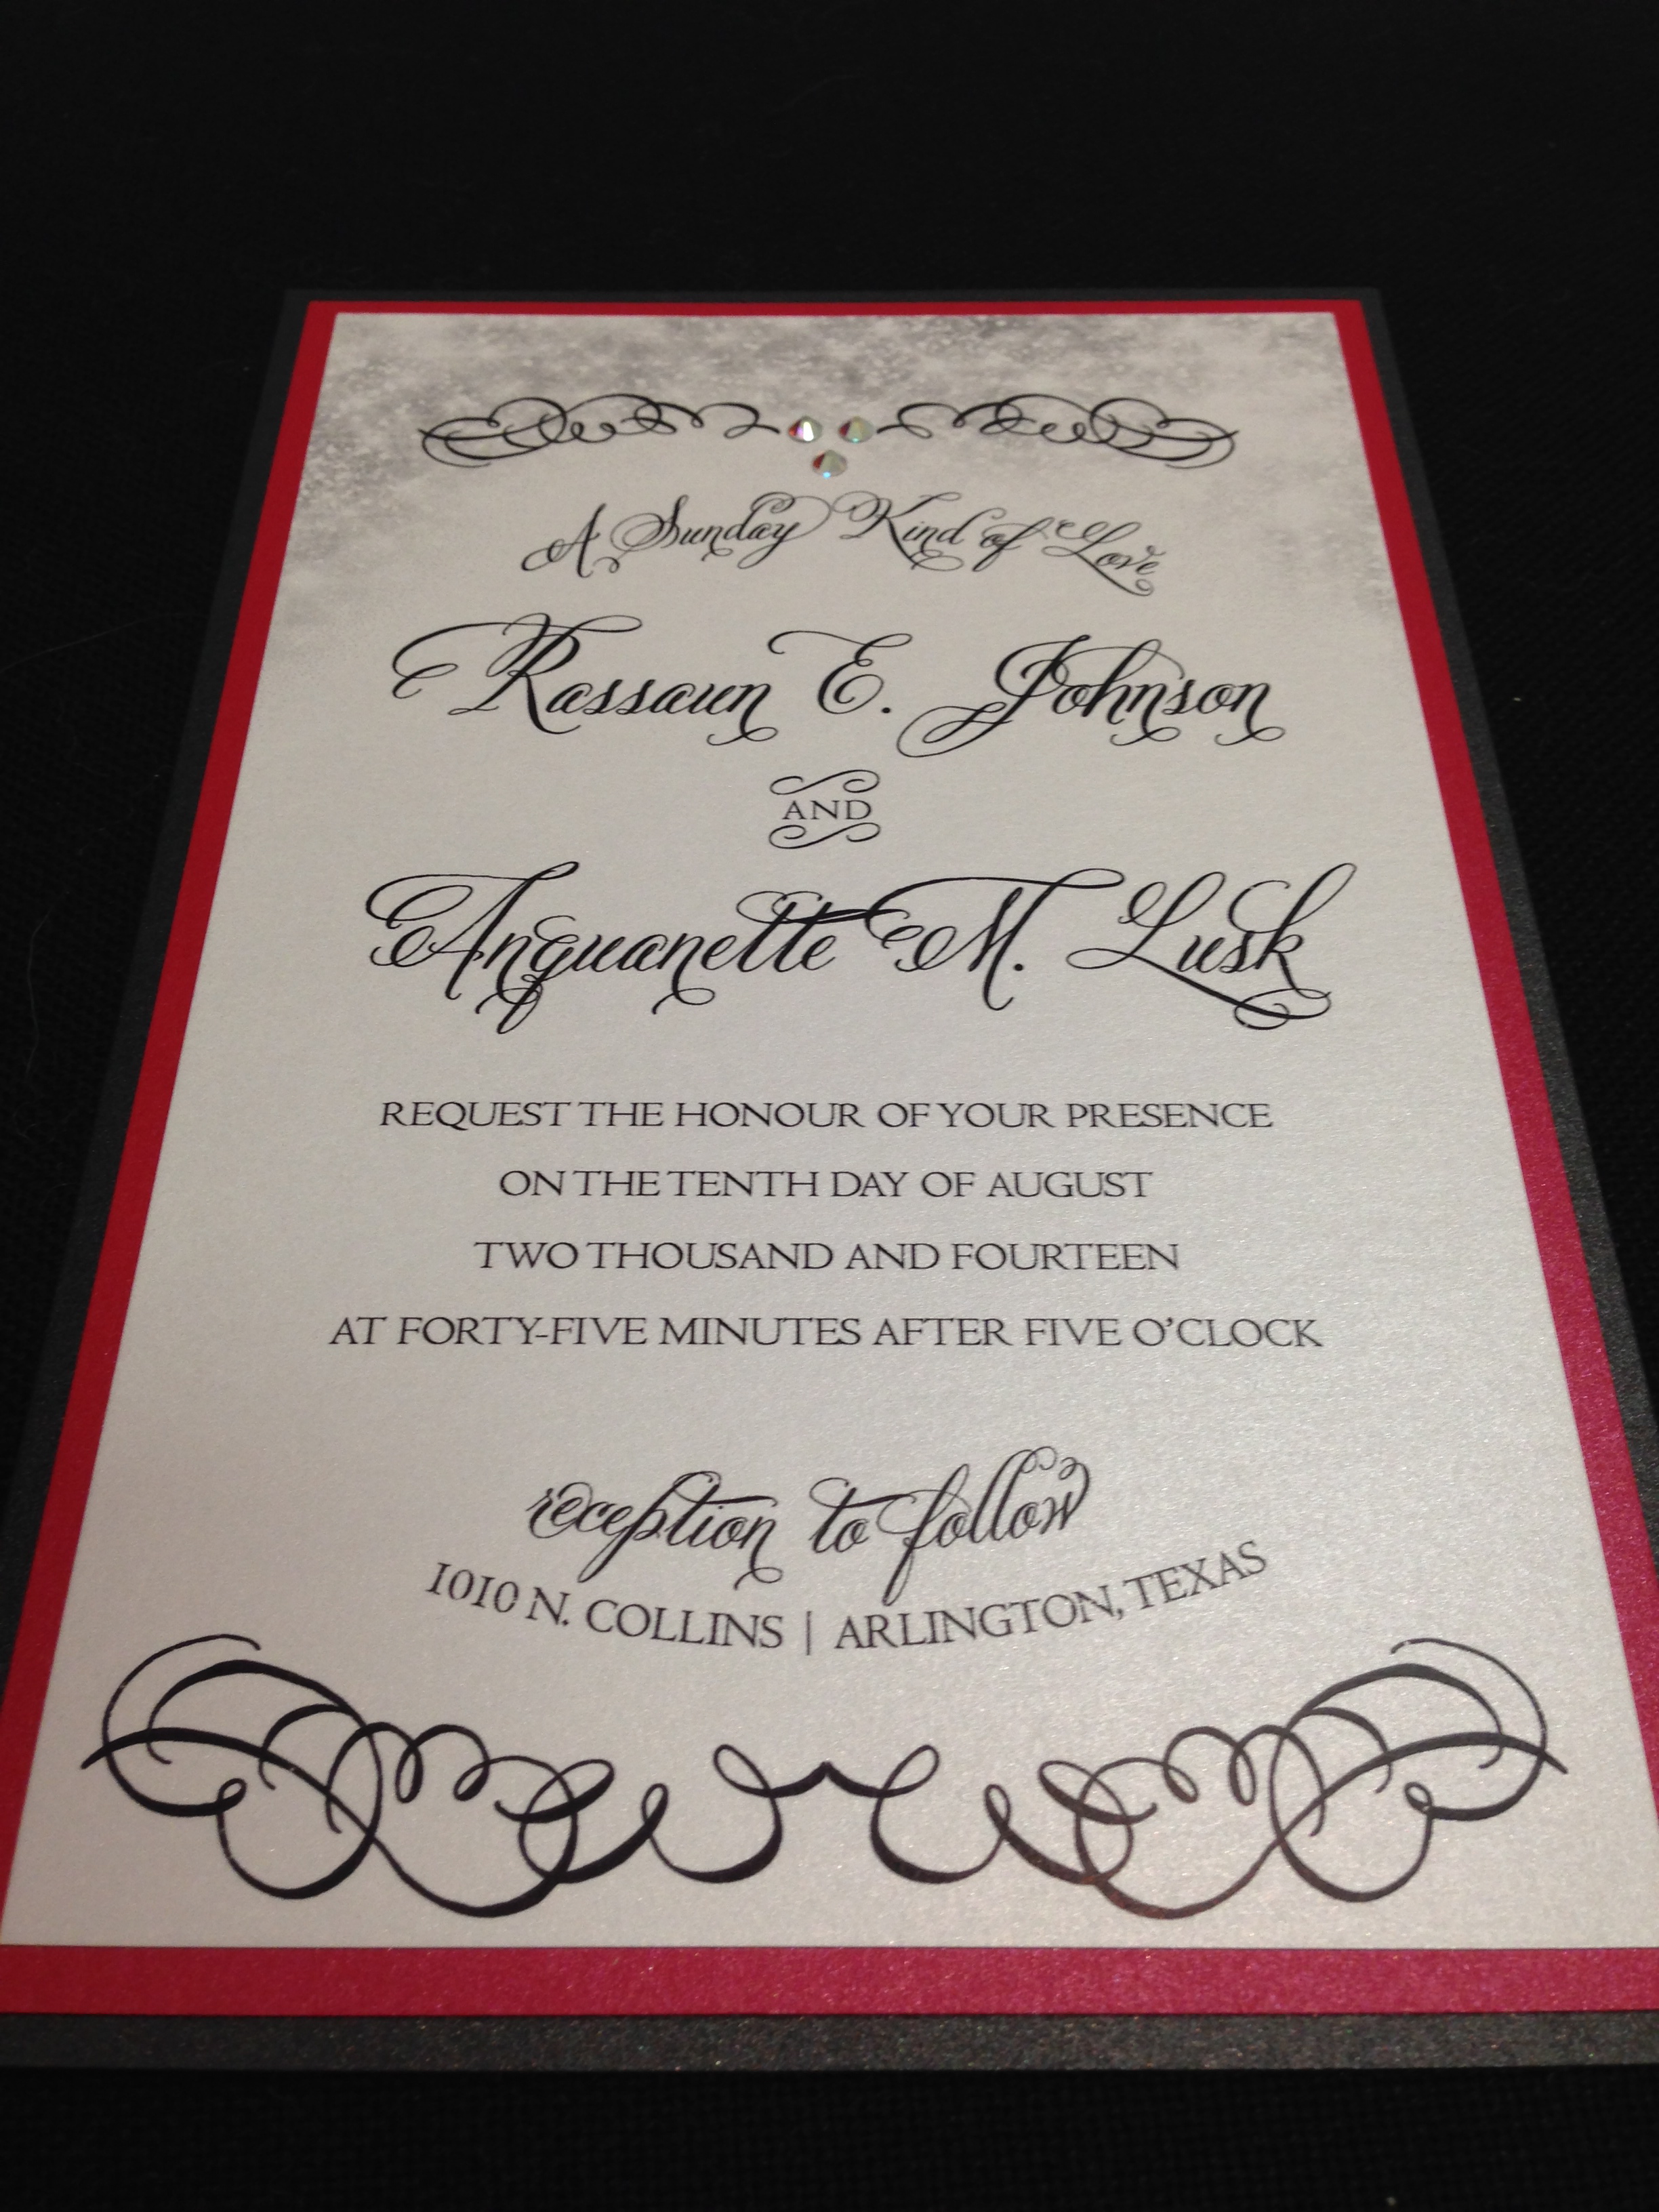 A Sunday Kind of Love
Rassaun E. Johnson
AND
Anquanette M. Lusk
REQUEST THE HONOUR OF YOUR PRESENCE
ON THE TENTH DAY OF AUGUST
TWO THOUSAND AND FOURTEEN
AT FORTY-FIVE MINUTES AFTER FIVE O'CLOCK
reception to follow
1010 N. COLLINS | ARLINGTON, TEXAS